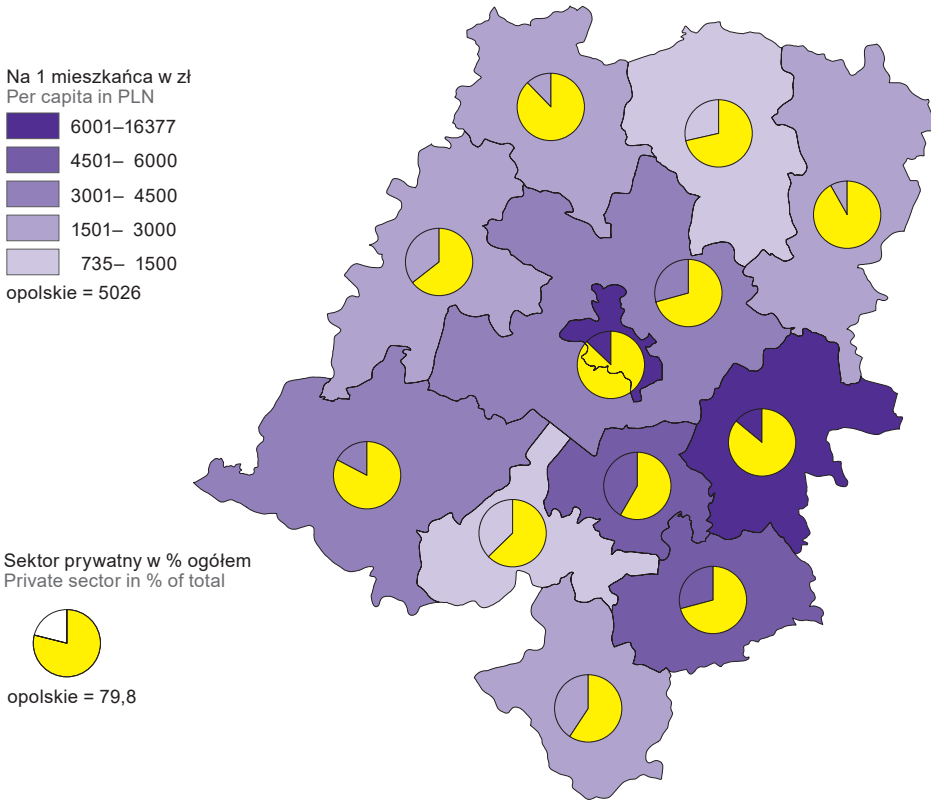 Na 1 mieszkańca w zł
Per capita in PLN
6001–16377
4501– 6000
3001– 4500
1501– 3000
735– 1500
opolskie = 5026
Sektor prywatny w % ogółem
Private sector in % of total
opolskie = 79,8